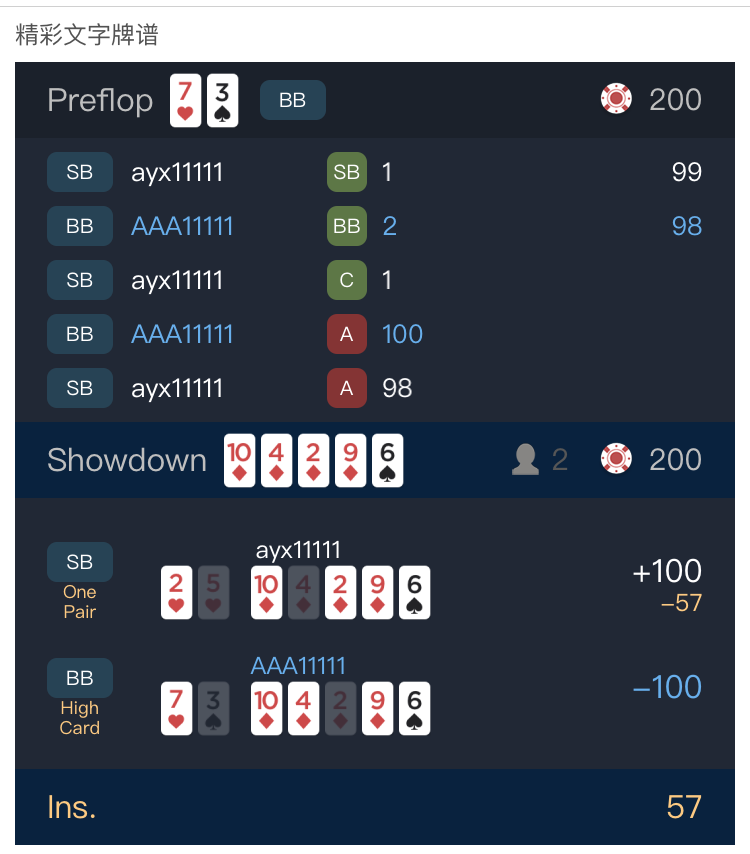 精彩文字牌谱
Preflop 7 3 BB 200
SB ayx11111 SB 1 99
BB AAA11111 BB 2 98
SB ayx11111 C 1
BB AAA11111 A 100
SB ayx11111 A 98
Showdown 10 4 2 9 6 2 200
ayx11111
SB 2 5 10 4 2 9 6 +100
One
Pair
–57
AAA11111
BB 7 3 10 4 2 9 6 –100
High
Card
Ins. 57